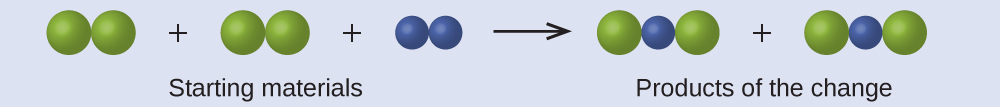 + + +
Starting materials Products of the change